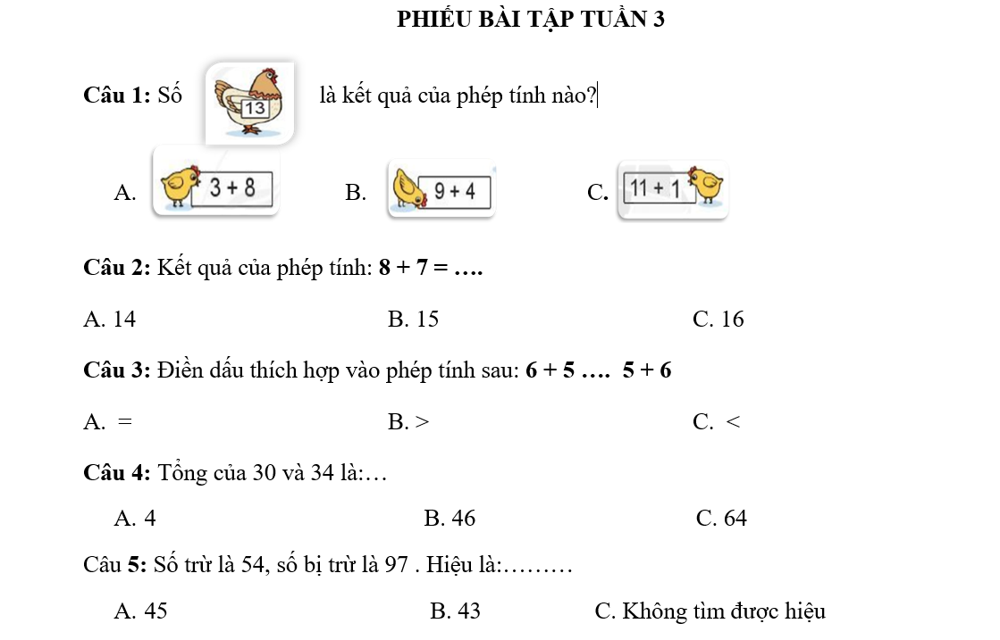 PHIẾU BÀI TẬP TUẦN 3
Câu 1: Số 13 là kết quả của phép tính nào?
A. 3 + 8 B. 9 + 4 C. 11 + 1
Câu 2: Kết quả của phép tính: 8 + 7 = ….
A. 14 B. 15 C. 16
Câu 3: Điền dấu thích hợp vào phép tính sau: 6 + 5 …. 5 + 6
A. = B. > C. <
Câu 4: Tổng của 30 và 34 là:…
A. 4 B. 46 C. 64
Câu 5: Số trừ là 54, số bị trừ là 97 . Hiệu là:………
A. 45 B. 43 C. Không tìm được hiệu